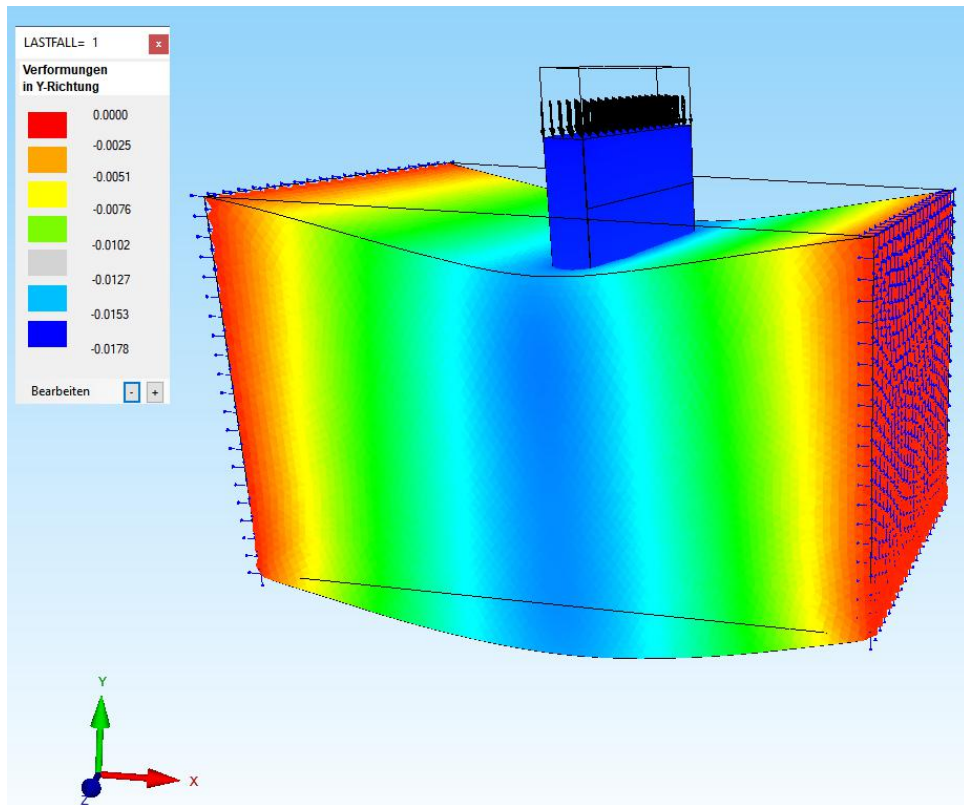 LASTFALL= 1
x
Verformungen
in Y-Richtung
0.0000
-0.0025
-0.0051
-0.0076
-0.0102
-0.0127
-0.0153
-0.0178
Bearbeiten - +
Y
X
Z